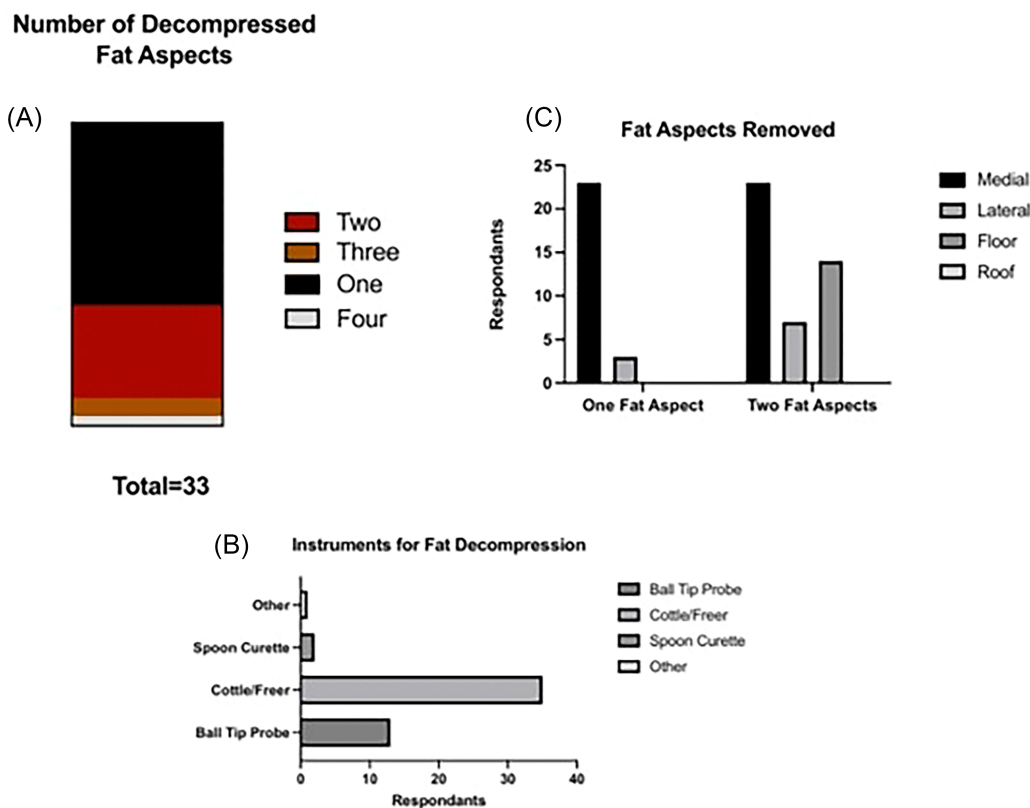 Number of Decompressed
Fat Aspects
(A)
Two
Three
One
Four
Total=33
(C)
Fat Aspects Removed
Respondants
25
20
15
10
5
0
One Fat Aspect
Two Fat Aspects
Medial
Lateral
Floor
Roof
(B)
Instruments for Fat Decompression
Other
Spoon Curette
Cottle/Freer
Ball Tip Probe
0
10
20
30
40
Respondants
Ball Tip Probe
Cottle/Freer
Spoon Curette
Other